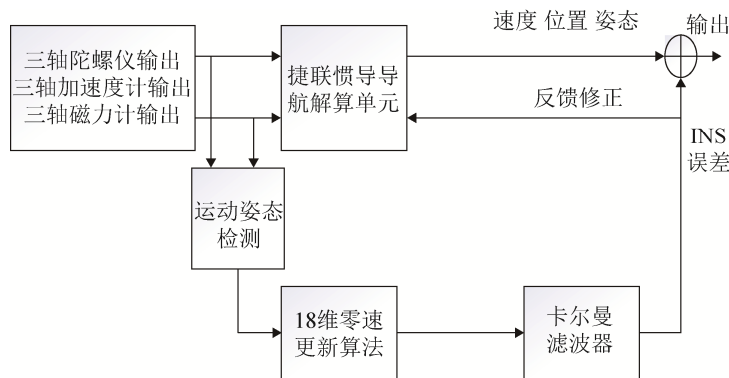 速度 位置 姿态
输出
三轴陀螺仪输出
三轴加速度计输出
三轴磁力计输出
捷联惯导导
航解算单元
反馈修正
INS
误差
运动姿态
检测
18维零速
更新算法
卡尔曼
滤波器